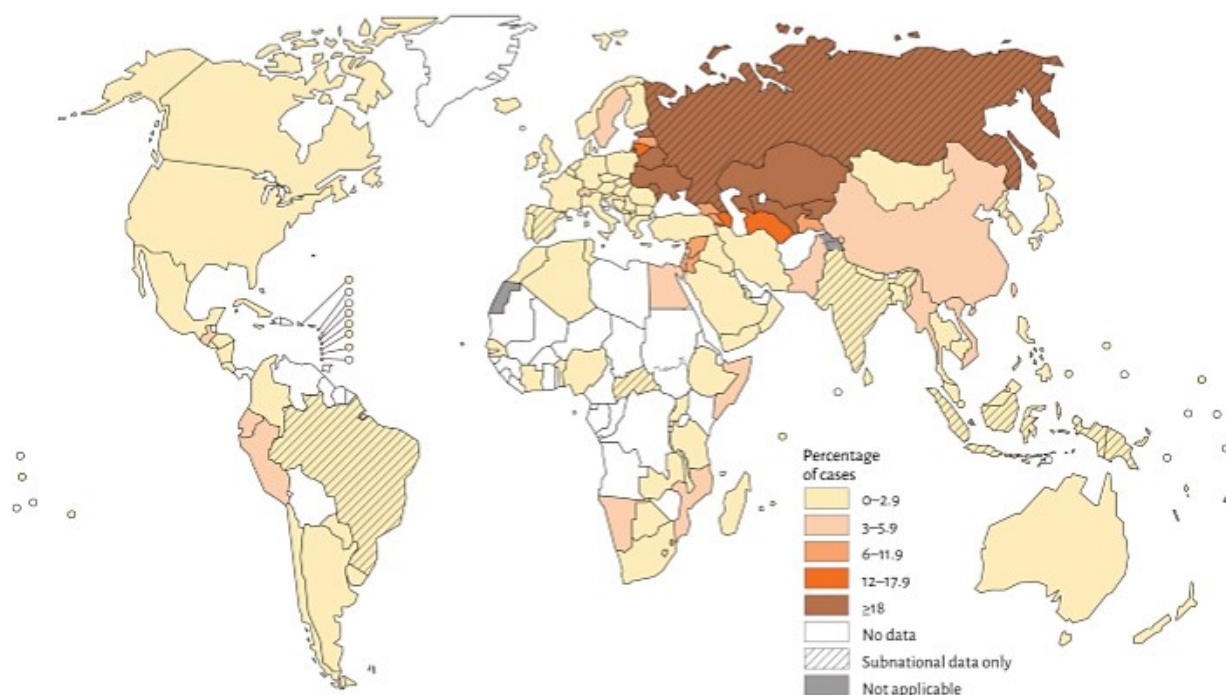 Percentage
of cases
0–2.9
3–5.9
6–11.9
12–17.9
≥18
No data
Subnational data only
Not applicable